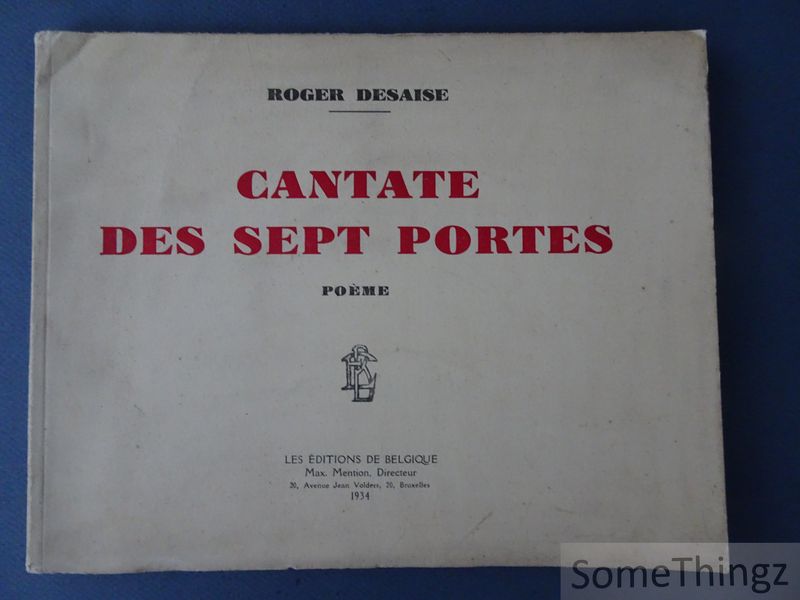 ROGER DESAISE
CANTATE
DES SEPT PORTES
POÈME
LES ÉDITIONS DE BELGIQUE
Max. Mention, Directeur
20, Avenue Jean Volders, 20, Bruxelles
1934
SomeThingz